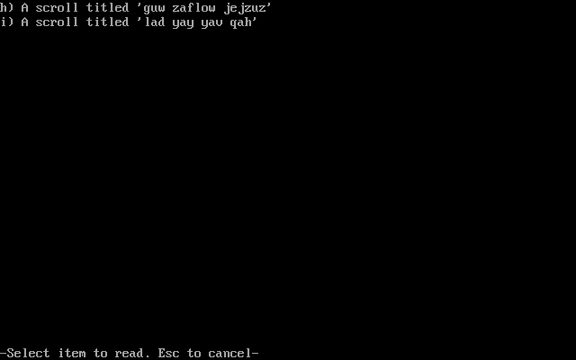 h) A scroll titled 'guw zaflow jejzuz'
i) A scroll titled 'lad yay yav qah'
-Select item to read. Esc to cancel-